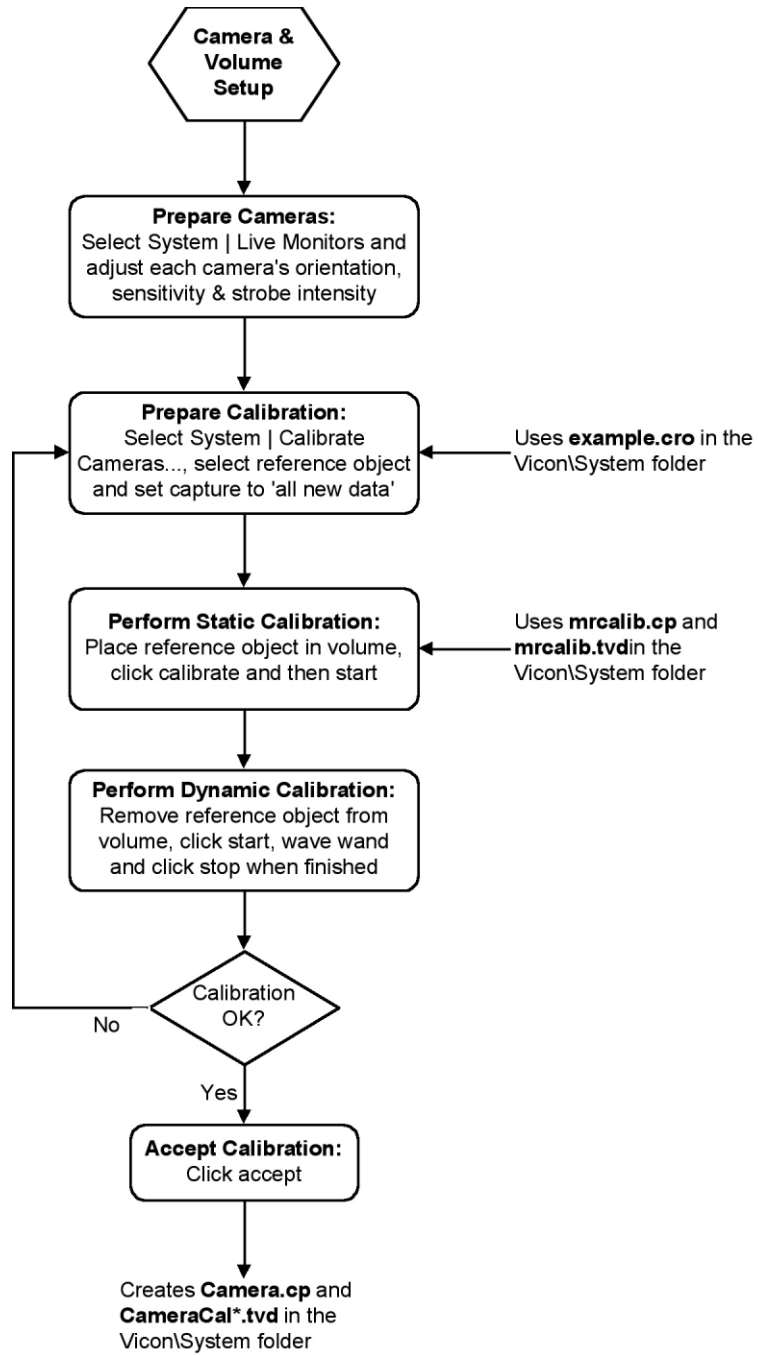 Camera &
Volume
Setup
Prepare Cameras:
Select System | Live Monitors and
adjust each camera's orientation,
sensitivity & strobe intensity
Prepare Calibration:
Select System | Calibrate
Cameras..., select reference object
and set capture to 'all new data'
Uses example.cro in the
Vicon\System folder
Perform Static Calibration:
Place reference object in volume,
click calibrate and then start
Uses mrcalib.cp and
mrcalib.tvdin the
Vicon\System folder
Perform Dynamic Calibration:
Remove reference object from
volume, click start, wave wand
and click stop when finished
Calibration
OK?
No
Yes
Accept Calibration:
Click accept
Creates Camera.cp and
CameraCal*.tvd in the
Vicon\System folder